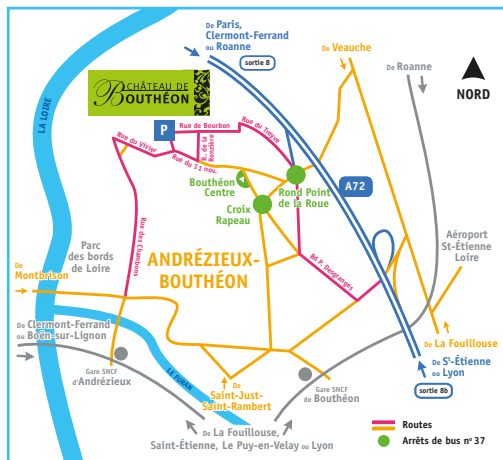 De Paris,
Clermont-Ferrand
ou Roanne
sortie 8
De Veauche
De Roanne
NORD
CHÂTEAU DE
BOUTHÉON
LA LOIRE
P
Rue de Bourbon
Rue du Treyve
R. de la
Ronzière
Rue du Vivier
Rue du 11 nov.
Bouthéon
Centre
Rond Point
de la Roue
A72
Croix
Rapeau
Rue des Chambons
Parc
des bords
de Loire
ANDRÉZIEUX-
BOUTHÉON
Bd P. Desgranges
Aéroport
St-Étienne
Loire
De
Montbrison
De Clermont-Ferrand
ou Boën-sur-Lignon
Gare SNCF
d'Andrézieux
LE FURAN
De
Saint-Just-
Saint-Rambert
Gare SNCF
de Bouthéon
De La Fouillouse
De St-Étienne
ou Lyon
sortie 8b
De La Fouillouse,
Saint-Étienne, Le Puy-en-Velay ou Lyon
Routes
Arrêts de bus n° 37